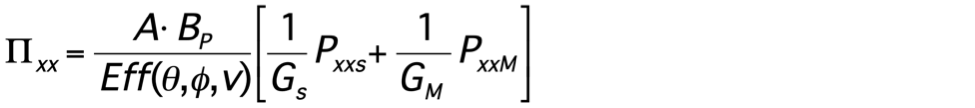 Π_xx = A· B_P / Eff(θ,ϕ,ν) [ 1/G_s P_xxs + 1/G_M P_xxM ]